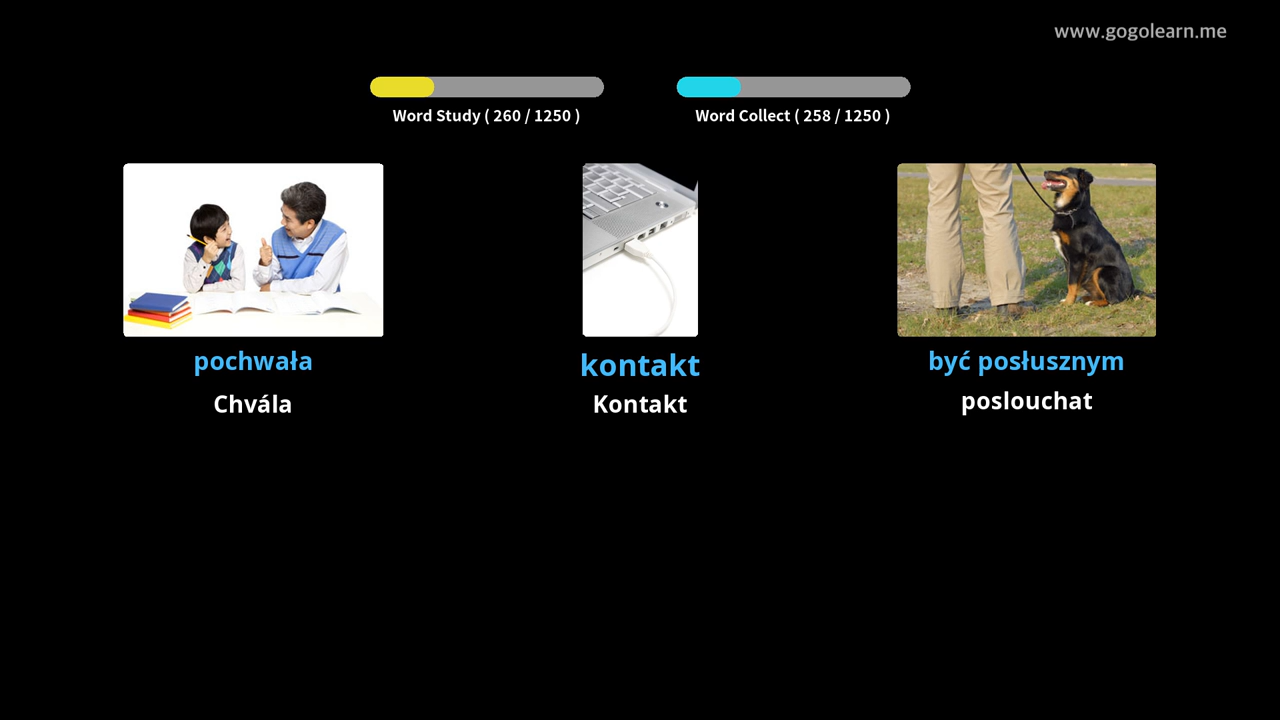 www.gogolearn.me
Word Study ( 260 / 1250 )
Word Collect ( 258 / 1250 )
pochwała
kontakt
być posłusznym
Chvála
Kontakt
poslouchat